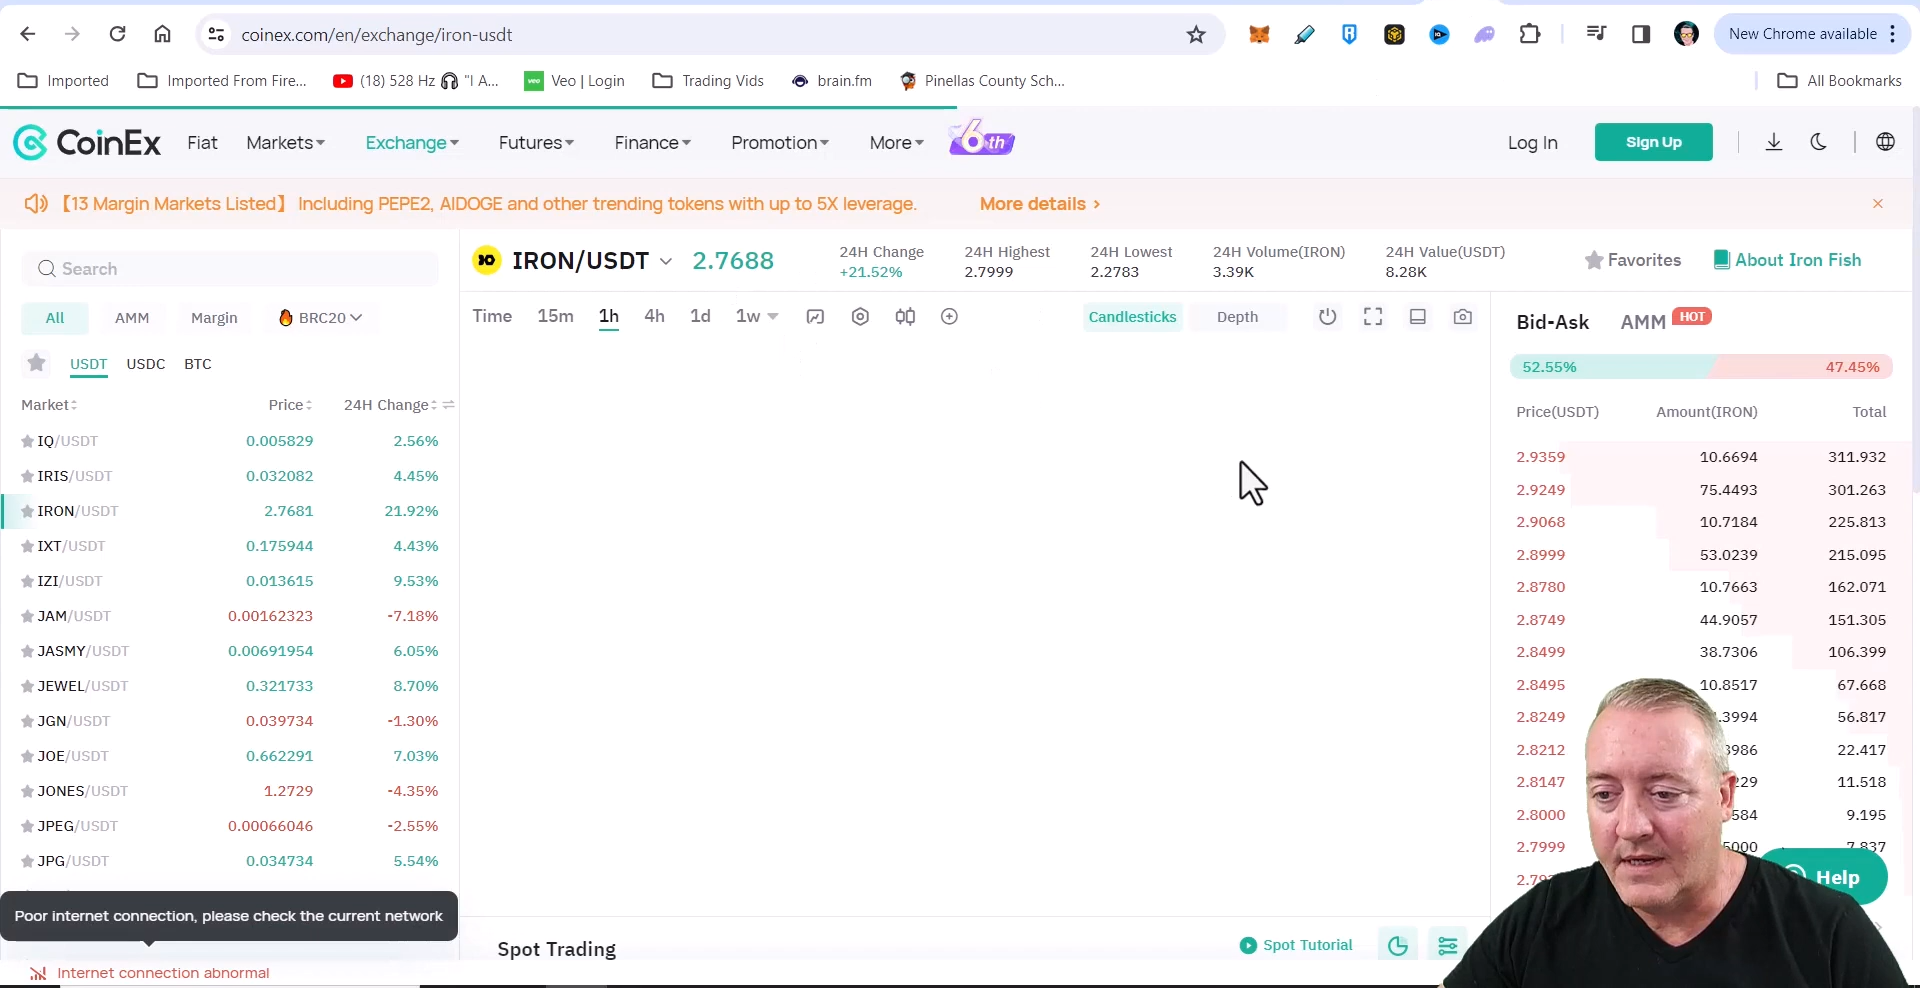 coinex.com/en/exchange/iron-usdt
New Chrome available
Imported
Imported From Fire...
(18) 528 Hz 🎧 "I A...
Veo | Login
Trading Vids
brain.fm
Pinellas County Sch...
All Bookmarks
CoinEx
Fiat
Markets
Exchange
Futures
Finance
Promotion
More
6th
Log In
Sign Up
【13 Margin Markets Listed】 Including PEPE2, AIDOGE and other trending tokens with up to 5X leverage.
More details >
Search
All
AMM
Margin
BRC20
USDT
USDC
BTC
Market
Price
24H Change
IQ/USDT 0.005829 2.56%
IRIS/USDT 0.032082 4.45%
IRON/USDT 2.7681 21.92%
IXT/USDT 0.175944 4.43%
IZI/USDT 0.013615 9.53%
JAM/USDT 0.00162323 -7.18%
JASMY/USDT 0.00691954 6.05%
JEWEL/USDT 0.321733 8.70%
JGN/USDT 0.039734 -1.30%
JOE/USDT 0.662291 7.03%
JONES/USDT 1.2729 -4.35%
JPEG/USDT 0.00066046 -2.55%
JPG/USDT 0.034734 5.54%
Poor internet connection, please check the current network
Internet connection abnormal
IRON/USDT
2.7688
24H Change
+21.52%
24H Highest
2.7999
24H Lowest
2.2783
24H Volume(IRON)
3.39K
24H Value(USDT)
8.28K
Favorites
About Iron Fish
Time
15m
1h
4h
1d
1w
Candlesticks
Depth
Spot Trading
Spot Tutorial
Bid-Ask
AMM
HOT
52.55%
47.45%
Price(USDT) Amount(IRON) Total
2.9359 10.6694 311.932
2.9249 75.4493 301.263
2.9068 10.7184 225.813
2.8999 53.0239 215.095
2.8780 10.7663 162.071
2.8749 44.9057 151.305
2.8499 38.7306 106.399
2.8495 10.8517 67.668
2.8249 .3994 56.817
2.8212 3986 22.417
2.8147 229 11.518
2.8000 584 9.195
2.7999 5000 7.837
Help